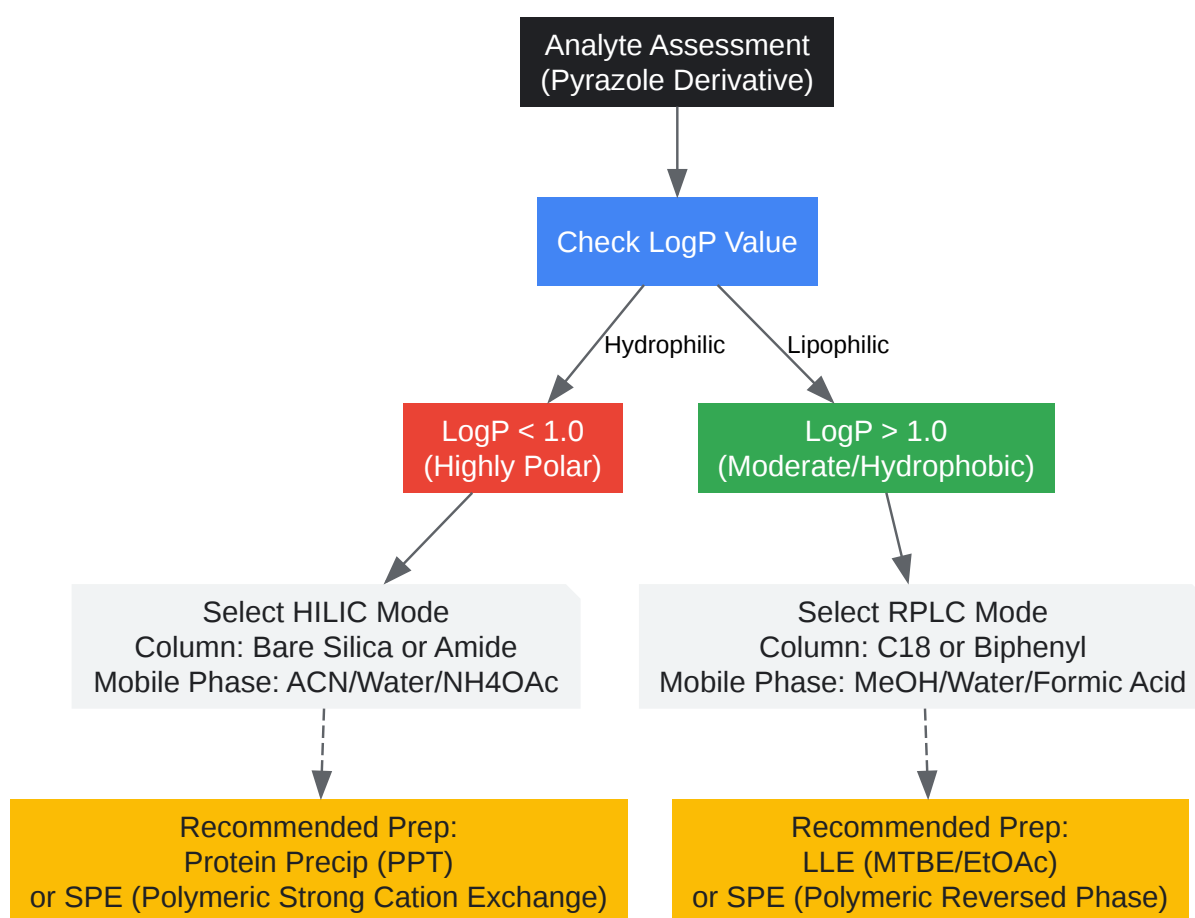 Analyte Assessment
(Pyrazole Derivative)
Check LogP Value
Hydrophilic
Lipophilic
LogP < 1.0
(Highly Polar)
LogP > 1.0
(Moderate/Hydrophobic)
Select HILIC Mode
Column: Bare Silica or Amide
Mobile Phase: ACN/Water/NH4OAc
Select RPLC Mode
Column: C18 or Biphenyl
Mobile Phase: MeOH/Water/Formic Acid
Recommended Prep:
Protein Precip (PPT)
or SPE (Polymeric Strong Cation Exchange)
Recommended Prep:
LLE (MTBE/EtOAc)
or SPE (Polymeric Reversed Phase)